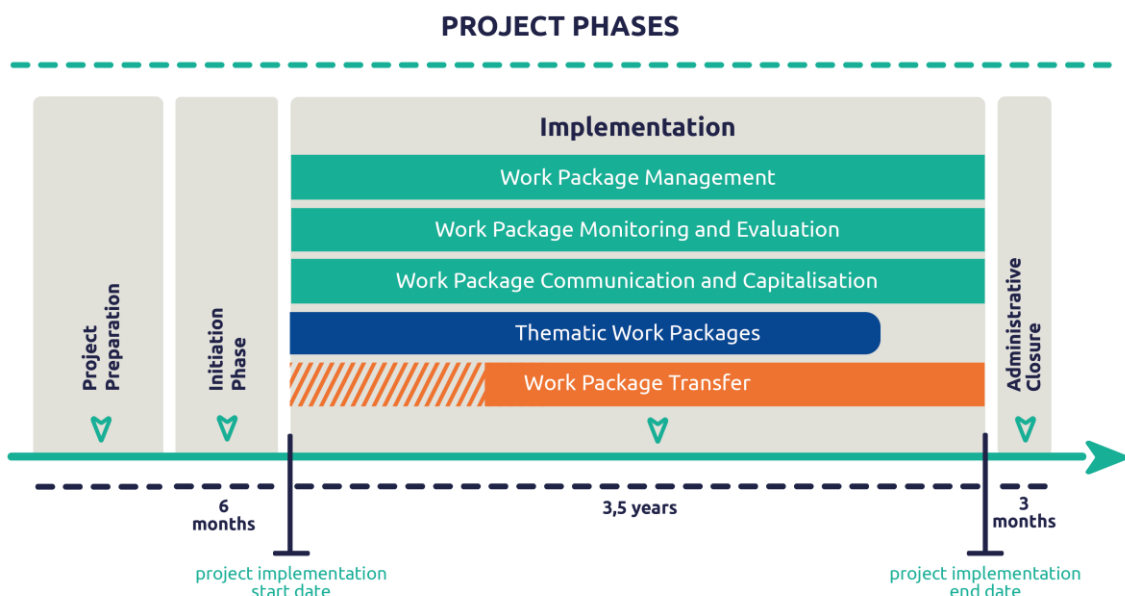 PROJECT PHASES
Project
Preparation
Initiation
Phase
Implementation
Work Package Management
Work Package Monitoring and Evaluation
Work Package Communication and Capitalisation
Thematic Work Packages
Work Package Transfer
Administrative
Closure
6
months
3,5 years
3
months
project implementation
start date
project implementation
end date